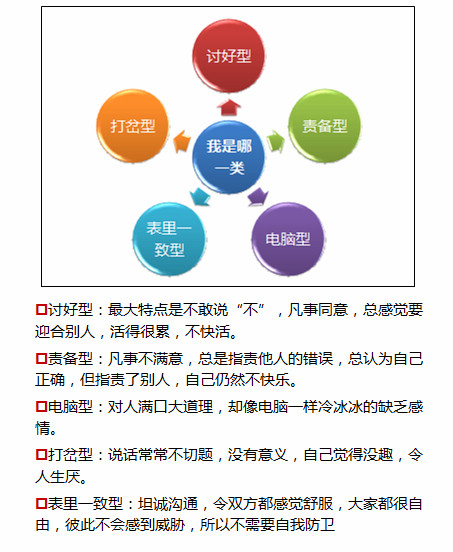 讨好型
打岔型
责备型
我是哪
一类
表里一
致型
电脑型
讨好型：最大特点是不敢说“不”，凡事同意，总感觉要
迎合别人，活得很累，不快活。
责备型：凡事不满意，总是指责他人的错误，总认为自己
正确，但指责了别人，自己仍然不快乐。
电脑型：对人满口大道理，却像电脑一样冷冰冰的缺乏感
情。
打岔型：说话常常不切题，没有意义，自己觉得没趣，令
人生厌。
表里一致型：坦诚沟通，令双方都感觉舒服，大家都很自
由，彼此不会感到威胁，所以不需要自我防卫